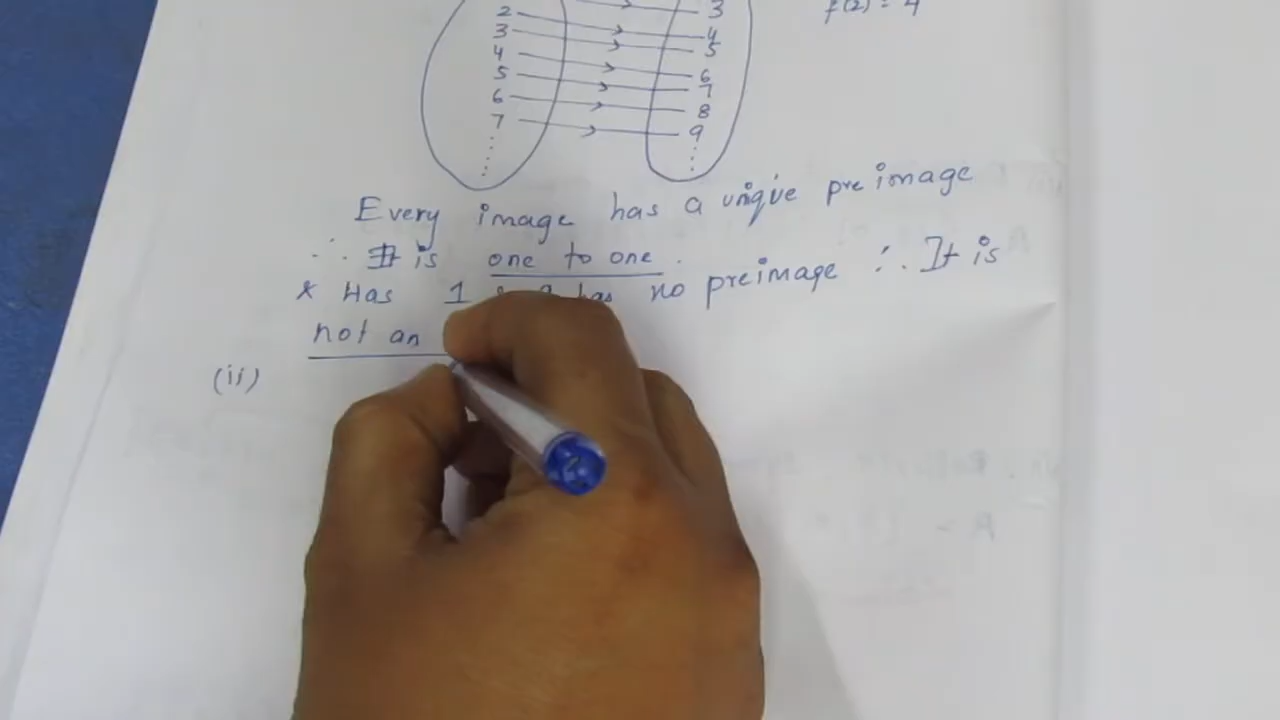 3
f(2) = 4
2 4
3 5
4 6
5 7
6 8
7 9
Every image has a unique preimage
∴ It is one to one.
* Has 1 has no preimage ∴ It is
not an
(ii)